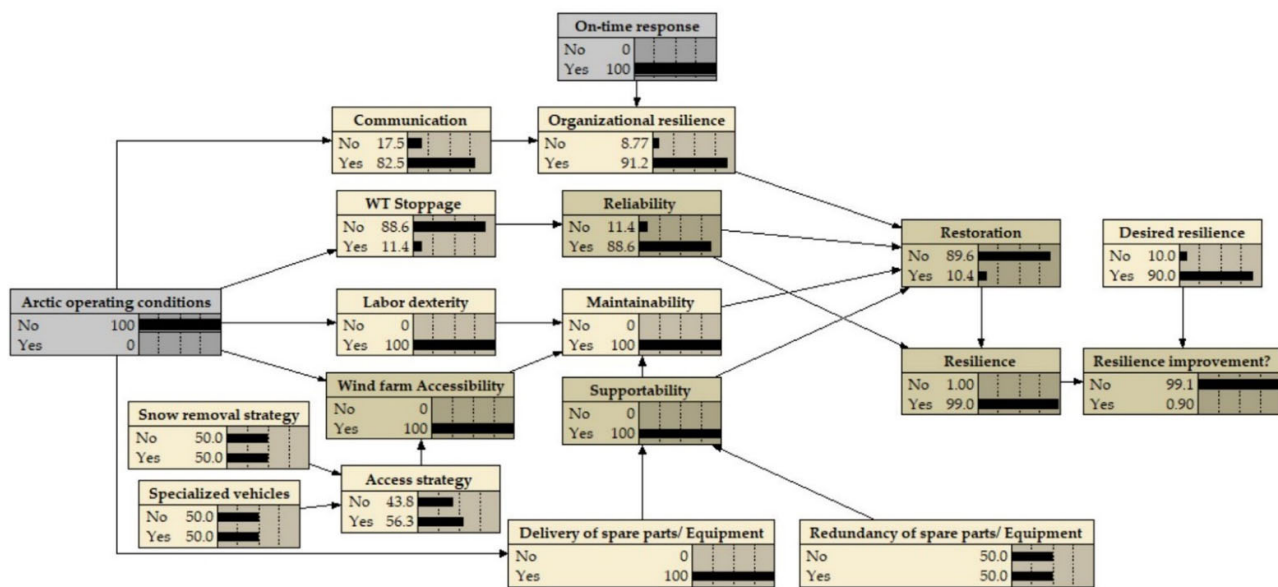 On-time response
No 0
Yes 100
Communication
No 17.5
Yes 82.5
Organizational resilience
No 8.77
Yes 91.2
WT Stoppage
No 88.6
Yes 11.4
Reliability
No 11.4
Yes 88.6
Restoration
No 89.6
Yes 10.4
Desired resilience
No 10.0
Yes 90.0
Arctic operating conditions
No 100
Yes 0
Labor dexterity
No 0
Yes 100
Maintainability
No 0
Yes 100
Resilience
No 1.00
Yes 99.0
Resilience improvement?
No 99.1
Yes 0.90
Wind farm Accessibility
No 0
Yes 100
Supportability
No 0
Yes 100
Snow removal strategy
No 50.0
Yes 50.0
Access strategy
No 43.8
Yes 56.3
Specialized vehicles
No 50.0
Yes 50.0
Delivery of spare parts/ Equipment
No 0
Yes 100
Redundancy of spare parts/ Equipment
No 50.0
Yes 50.0